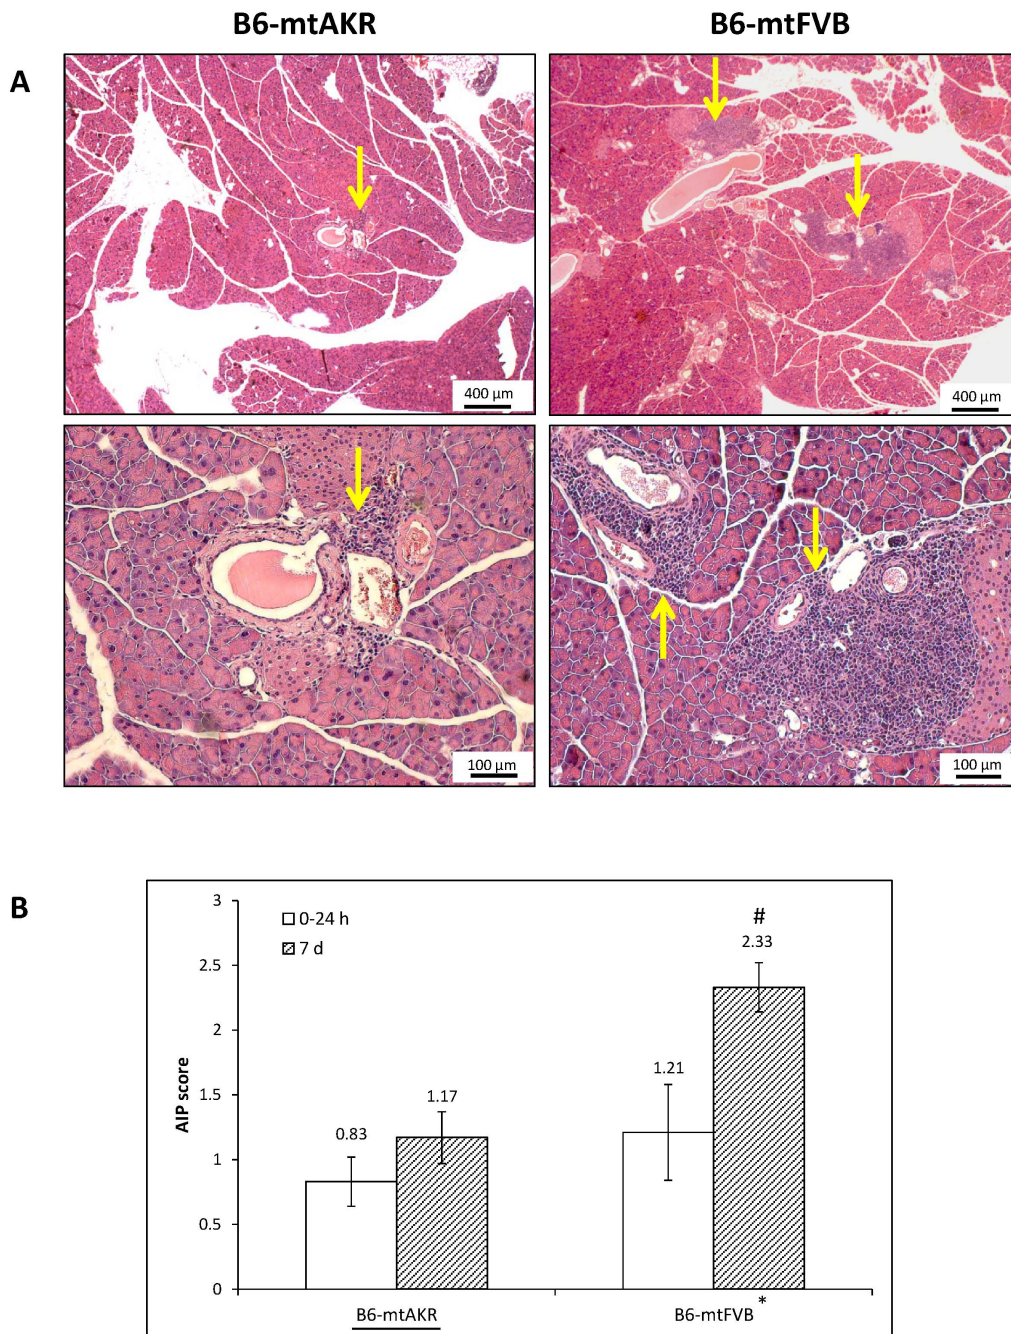 B6-mtAKR B6-mtFVB
A
400 µm 400 µm
100 µm 100 µm
B
3
2.5
2
1.5
1
0.5
0
AIP score
0-24 h
7 d
0.83
1.17
1.21
#
2.33
*
B6-mtAKR B6-mtFVB